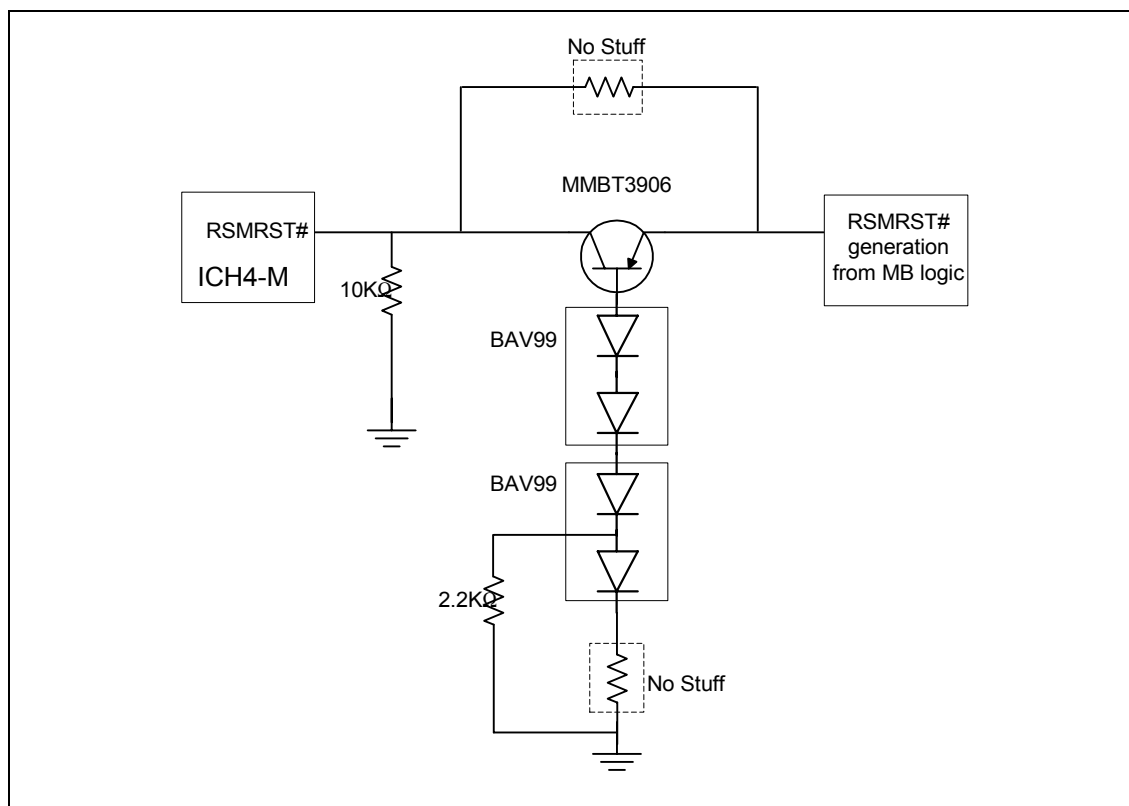 No Stuff
MMBT3906
RSMRST#
ICH4-M
RSMRST#
generation
from MB logic
10KΩ
BAV99
BAV99
2.2KΩ
No Stuff